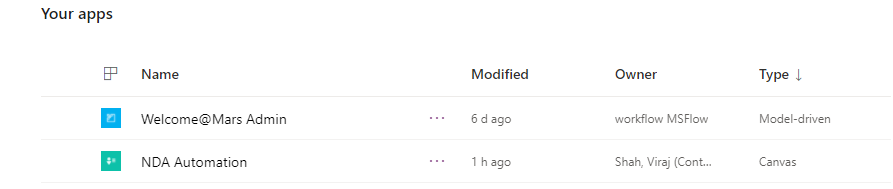 Your apps
Name Modified Owner Type ↓
Welcome@Mars Admin ... 6 d ago workflow MSFlow Model-driven
NDA Automation ... 1 h ago Shah, Viraj (Cont... Canvas